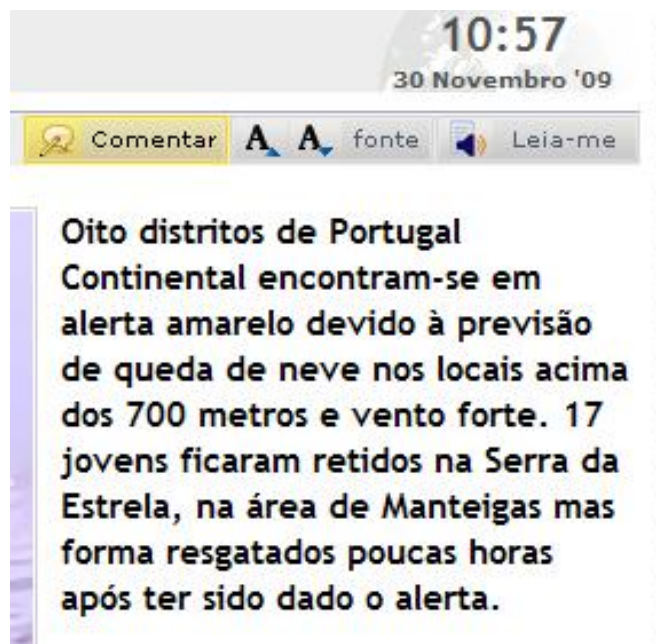 10:57
30 Novembro '09
Comentar A A fonte Leia-me
Oito distritos de Portugal
Continental encontram-se em
alerta amarelo devido à previsão
de queda de neve nos locais acima
dos 700 metros e vento forte. 17
jovens ficaram retidos na Serra da
Estrela, na área de Manteigas mas
forma resgatados poucas horas
após ter sido dado o alerta.